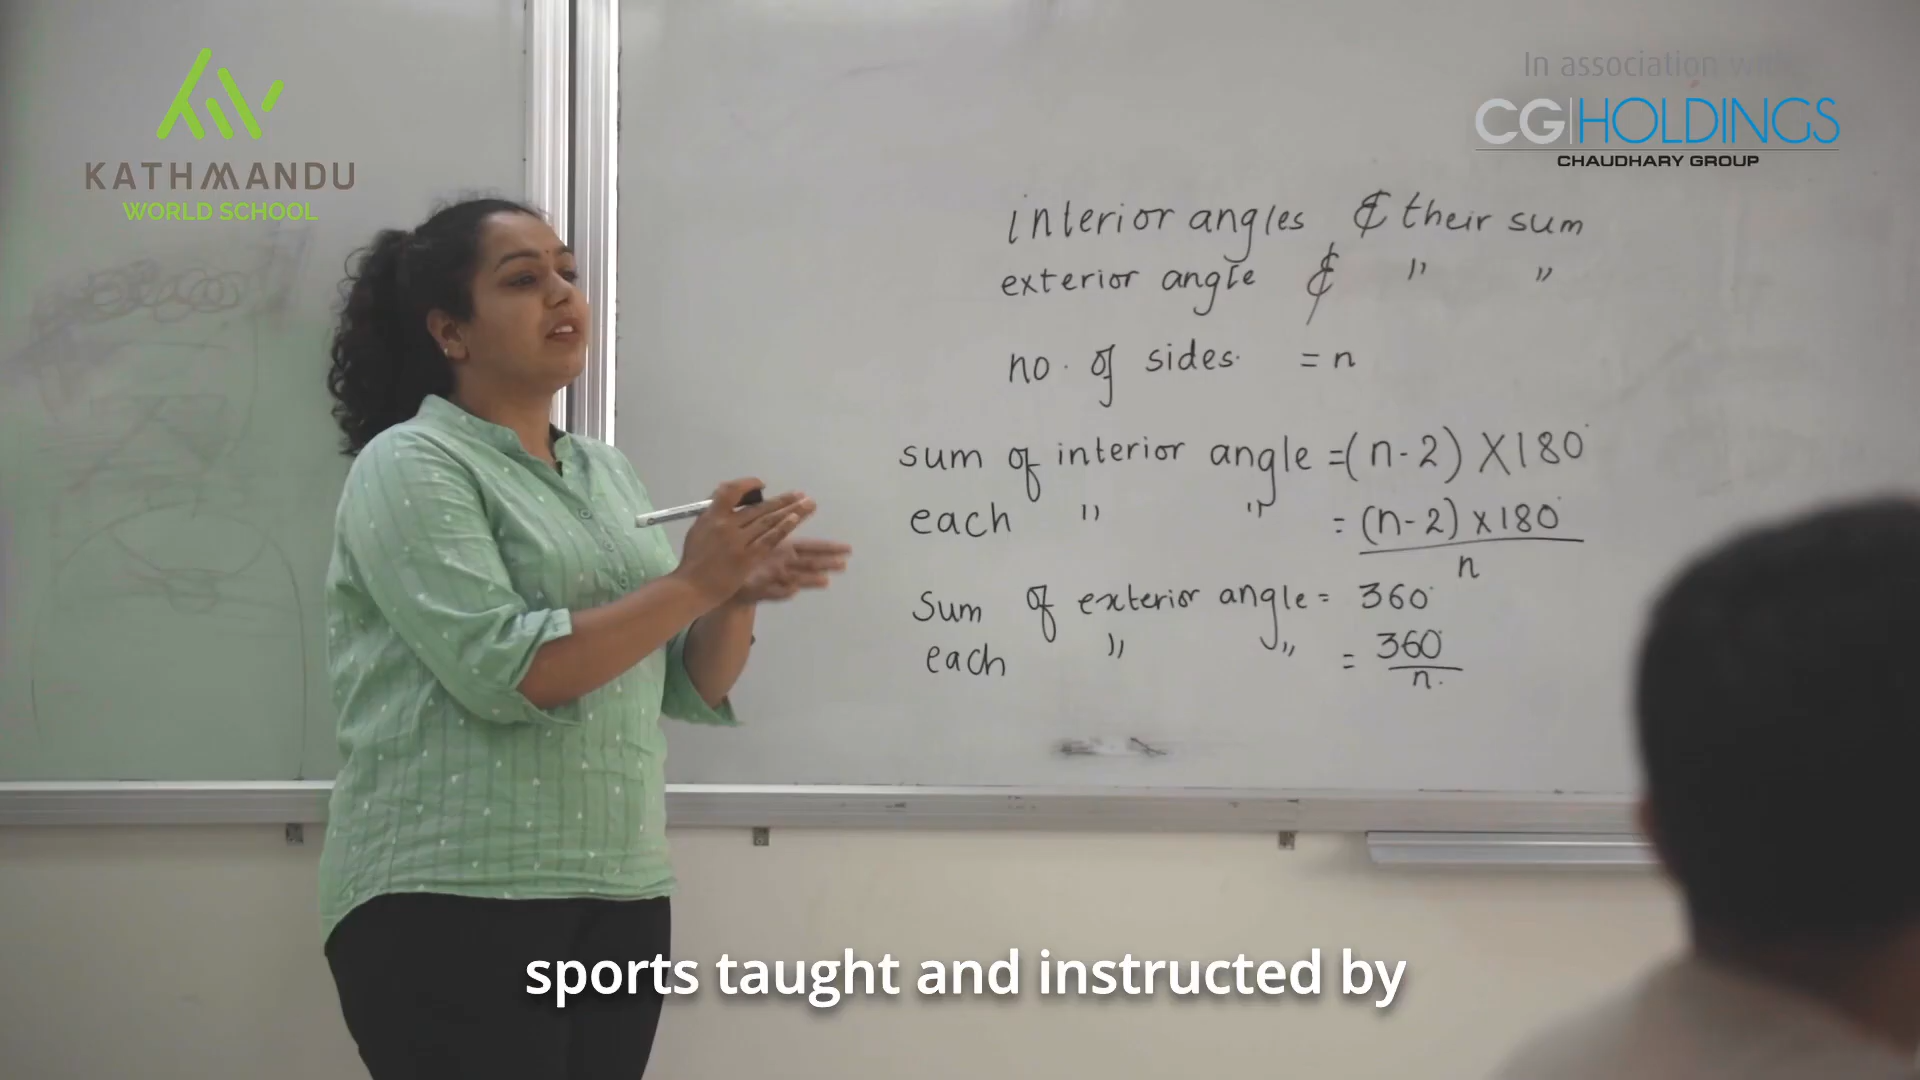 KATHMANDU
WORLD SCHOOL
In association with
CG|HOLDINGS
CHAUDHARY GROUP
interior angles & their sum
exterior angle & " "
no. of sides = n
sum of interior angle = (n-2) X 180°
each " " = (n-2) x 180°
n
Sum of exterior angle = 360°
each " " = 360°
n.
sports taught and instructed by